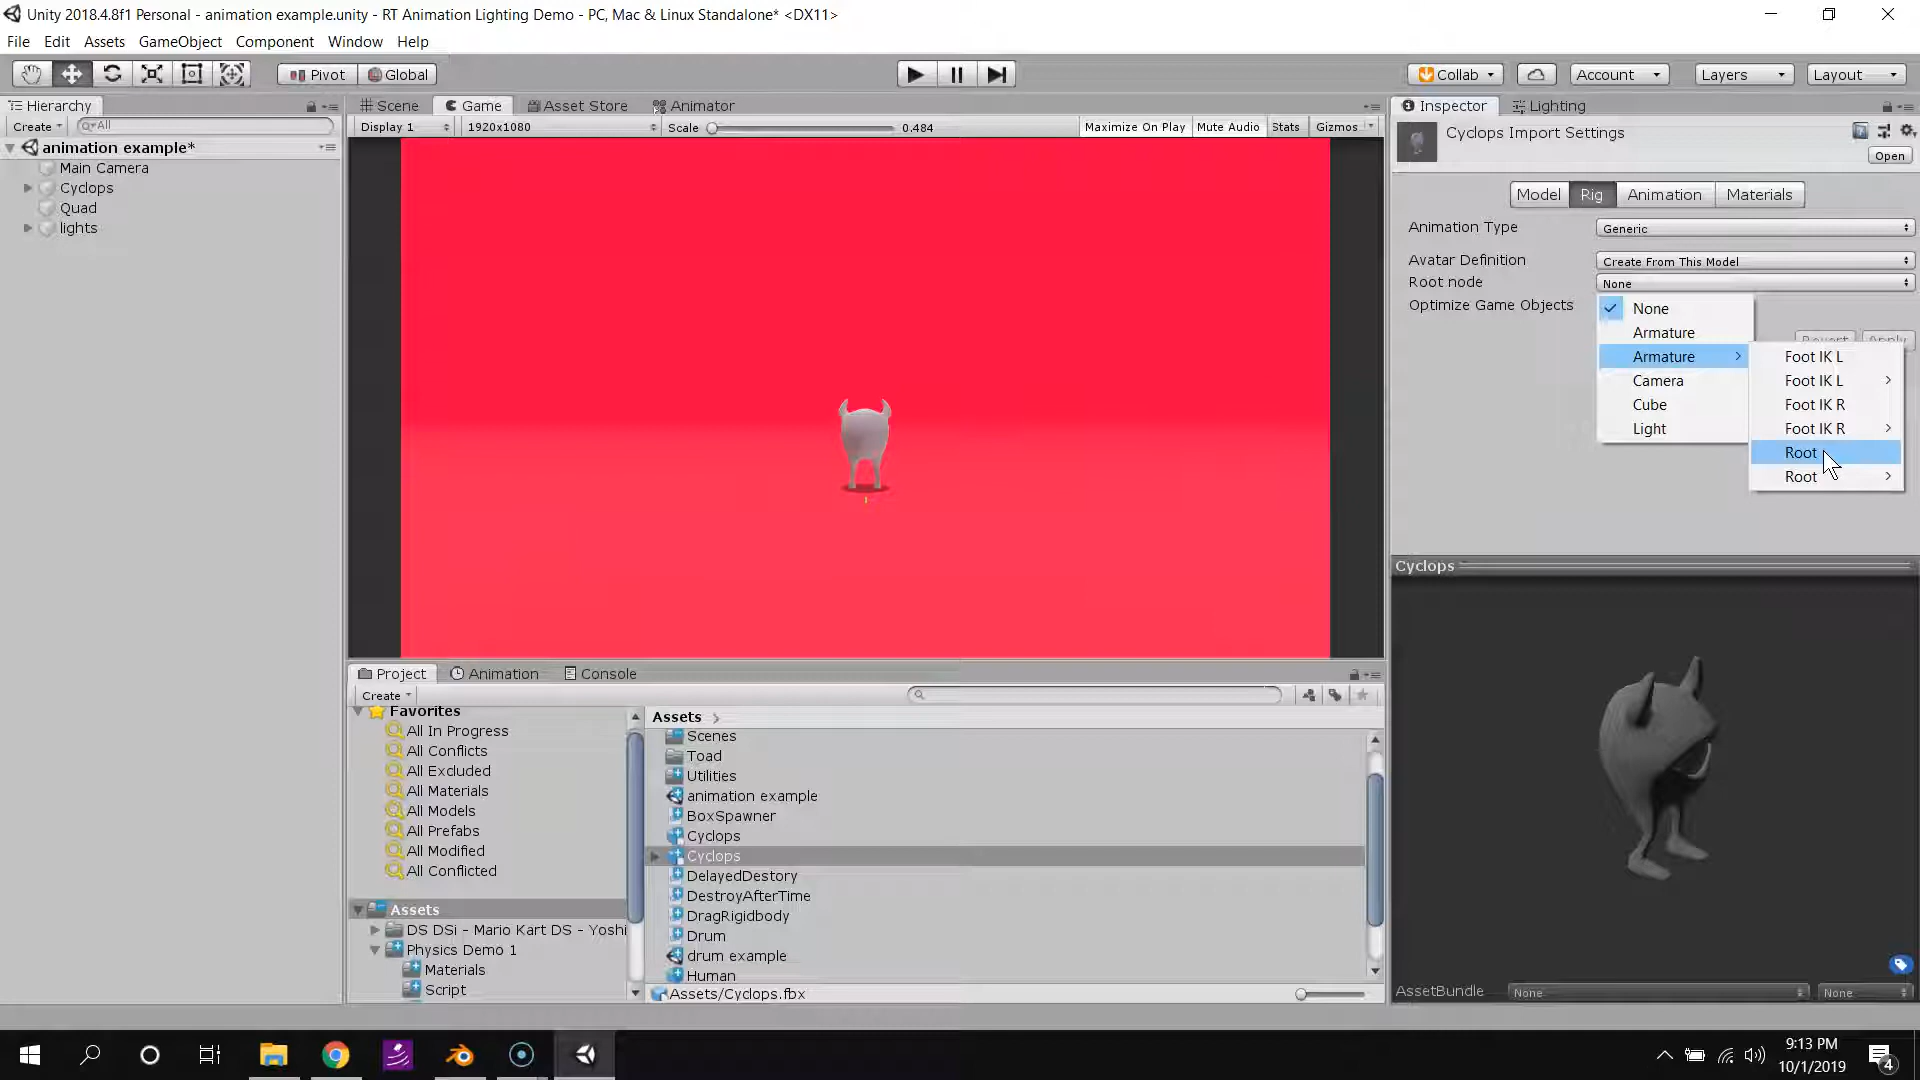 Unity 2018.4.8f1 Personal - animation example.unity - RT Animation Lighting Demo - PC, Mac & Linux Standalone* <DX11>
File Edit Assets GameObject Component Window Help
Pivot Global Collab Account Layers Layout
Hierarchy Scene Game Asset Store Animator Inspector Lighting
Create All Display 1 1920x1080 Scale 0.484 Maximize On Play Mute Audio Stats Gizmos
Cyclops Import Settings
Open
animation example*
Main Camera
Cyclops
Quad
lights
Model Rig Animation Materials
Animation Type Generic
Avatar Definition Create From This Model
Root node None
Optimize Game Objects
None
Armature
Armature
Camera
Cube
Light
Revert Apply
Foot IK L
Foot IK L
Foot IK R
Foot IK R
Root
Root
Cyclops
Project Animation Console
Create
Favorites
All In Progress
All Conflicts
All Excluded
All Materials
All Models
All Prefabs
All Modified
All Conflicted
Assets
DS DSi - Mario Kart DS - Yoshi
Physics Demo 1
Materials
Script
Assets
Scenes
Toad
Utilities
animation example
BoxSpawner
Cyclops
Cyclops
DelayedDestory
DestroyAfterTime
DragRigidbody
Drum
drum example
Human
Assets/Cyclops.fbx
AssetBundle None None
9:13 PM
10/1/2019
4